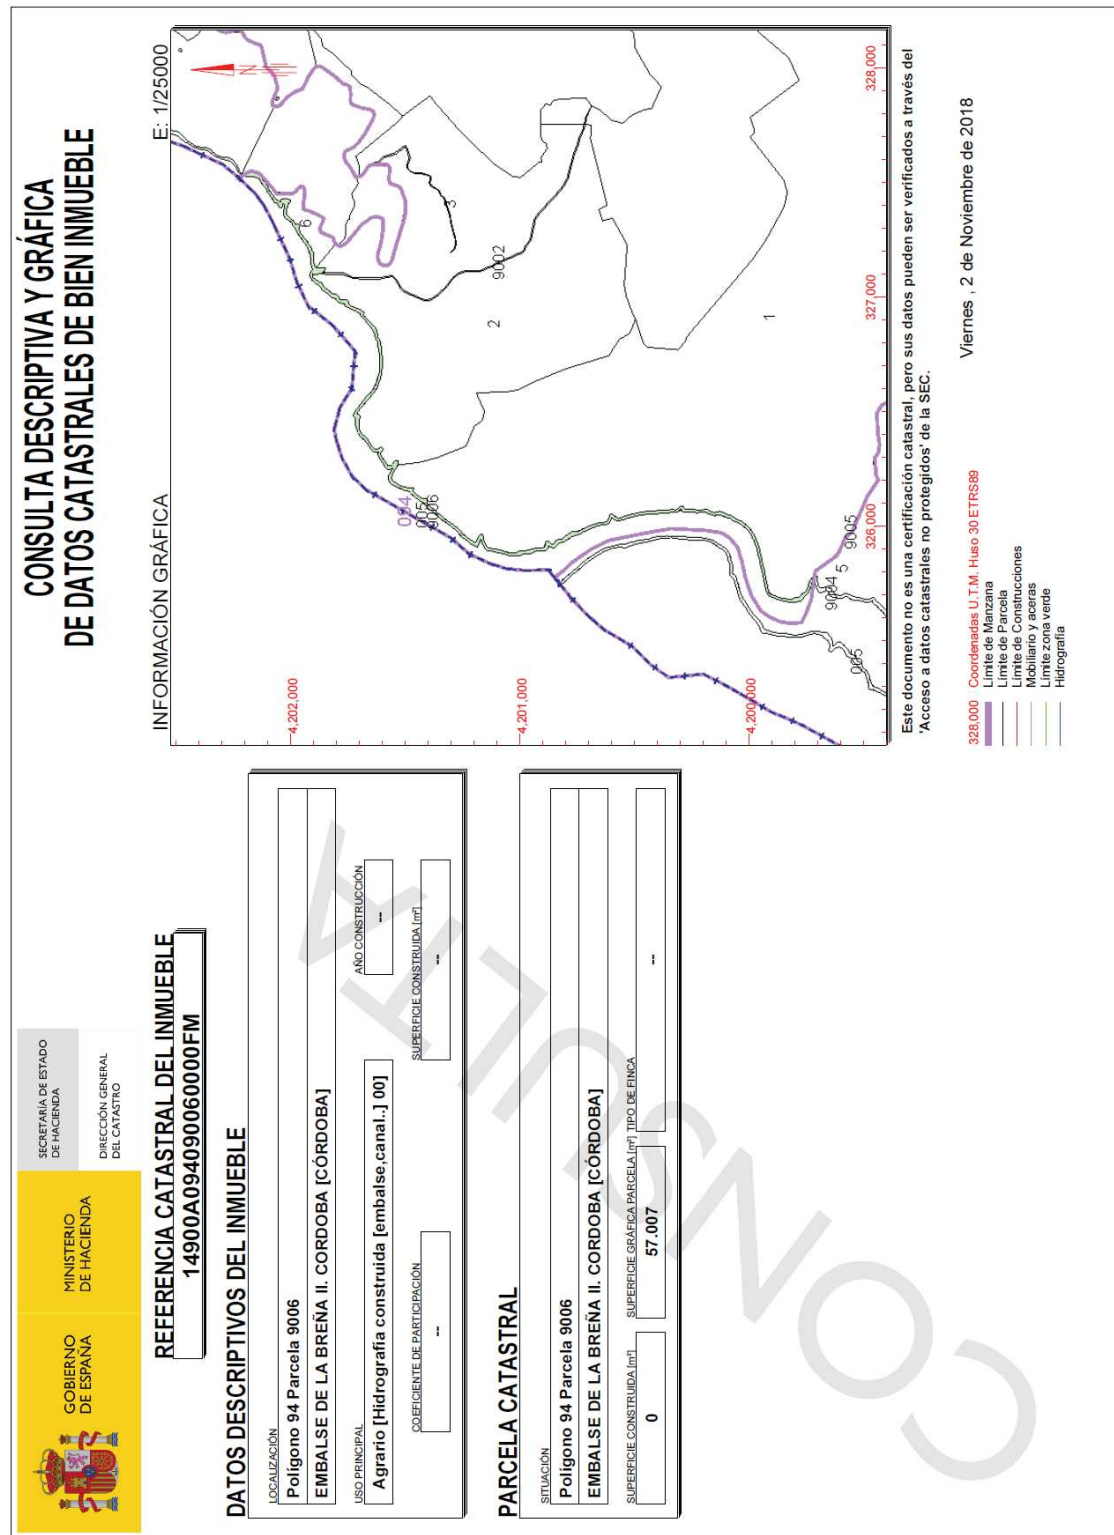 GOBIERNO
DE ESPAÑA
MINISTERIO
DE HACIENDA
SECRETARÍA DE ESTADO
DE HACIENDA
DIRECCIÓN GENERAL
DEL CATASTRO
CONSULTA DESCRIPTIVA Y GRÁFICA
DE DATOS CATASTRALES DE BIEN INMUEBLE
REFERENCIA CATASTRAL DEL INMUEBLE
14900A094090060000FM
DATOS DESCRIPTIVOS DEL INMUEBLE
LOCALIZACIÓN
Polígono 94 Parcela 9006
EMBALSE DE LA BREÑA II. CORDOBA [CÓRDOBA]
USO PRINCIPAL
Agrario [Hidrografía construida [embalse,canal..] 00]
AÑO CONSTRUCCIÓN
--
COEFICIENTE DE PARTICIPACIÓN
--
SUPERFICIE CONSTRUIDA [m²]
--
PARCELA CATASTRAL
SITUACIÓN
Polígono 94 Parcela 9006
EMBALSE DE LA BREÑA II. CORDOBA [CÓRDOBA]
SUPERFICIE CONSTRUIDA [m²]
0
SUPERFICIE GRÁFICA PARCELA [m²]
57.007
TIPO DE FINCA
--
CONSULTA
INFORMACIÓN GRÁFICA
E: 1/25000
N
4,202,000
4,201,000
4,200,000
6
3
9002
2
1
094
005
9006
9005
5
9004
005
326,000
327,000
328,000
Este documento no es una certificación catastral, pero sus datos pueden ser verificados a través del
'Acceso a datos catastrales no protegidos' de la SEC.
328,000 Coordenadas U.T.M. Huso 30 ETRS89
Límite de Manzana
Límite de Parcela
Límite de Construcciones
Mobiliario y aceras
Límite zona verde
Hidrografía
Viernes , 2 de Noviembre de 2018